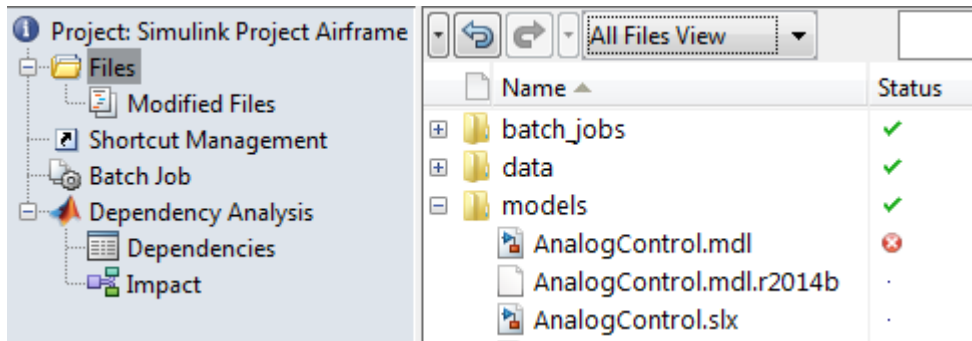 Project: Simulink Project Airframe
Files
Modified Files
Shortcut Management
Batch Job
Dependency Analysis
Dependencies
Impact
All Files View
Name Status
batch_jobs
data
models
AnalogControl.mdl
AnalogControl.mdl.r2014b
AnalogControl.slx